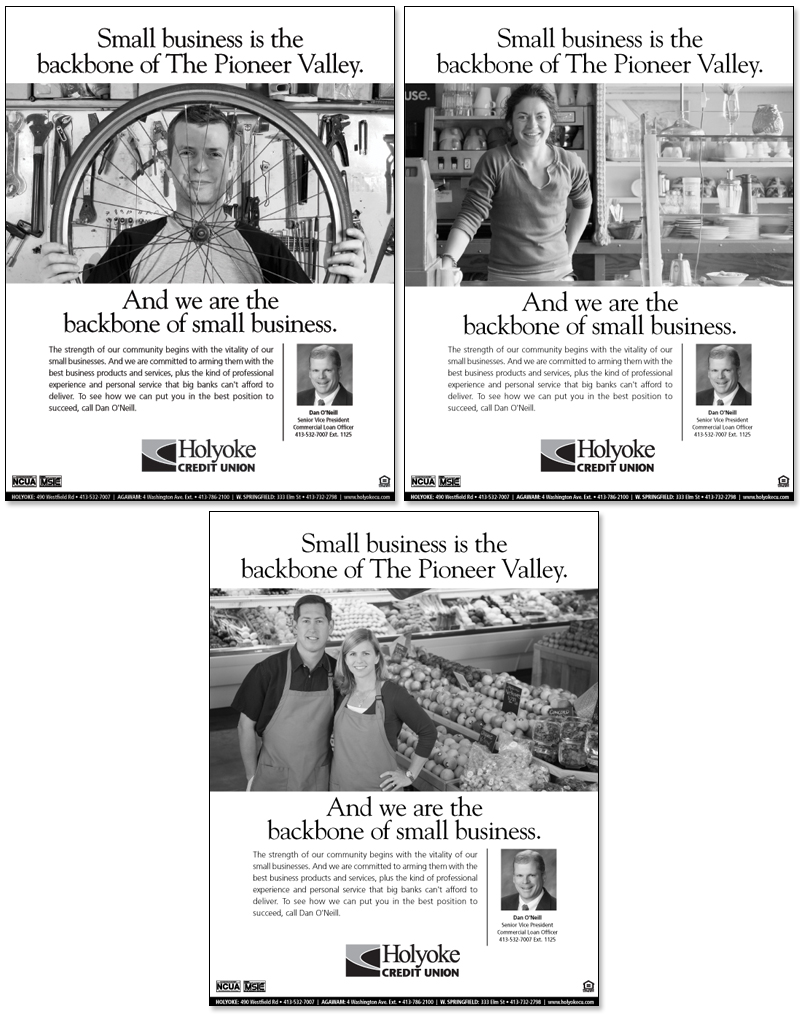 Small business is the
backbone of The Pioneer Valley.
And we are the
backbone of small business.
The strength of our community begins with the vitality of our
small businesses. And we are committed to arming them with the
best business products and services, plus the kind of professional
experience and personal service that big banks can't afford to
deliver. To see how we can put you in the best position to
succeed, call Dan O'Neill.
Dan O'Neill
Senior Vice President
Commercial Loan Officer
413-532-7007 Ext. 1125
Holyoke
CREDIT UNION
NCUA MSIC
HOLYOKE: 490 Westfield Rd • 413-532-7007 | AGAWAM: 4 Washington Ave. Ext. • 413-786-2100 | W. SPRINGFIELD: 333 Elm St • 413-732-2798 | www.holyokecu.com
Small business is the
backbone of The Pioneer Valley.
use.
And we are the
backbone of small business.
The strength of our community begins with the vitality of our
small businesses. And we are committed to arming them with the
best business products and services, plus the kind of professional
experience and personal service that big banks can't afford to
deliver. To see how we can put you in the best position to
succeed, call Dan O'Neill.
Dan O'Neill
Senior Vice President
Commercial Loan Officer
413-532-7007 Ext. 1125
Holyoke
CREDIT UNION
NCUA MSIC
HOLYOKE: 490 Westfield Rd • 413-532-7007 | AGAWAM: 4 Washington Ave. Ext. • 413-786-2100 | W. SPRINGFIELD: 333 Elm St • 413-732-2798 | www.holyokecu.com
Small business is the
backbone of The Pioneer Valley.
And we are the
backbone of small business.
The strength of our community begins with the vitality of our
small businesses. And we are committed to arming them with the
best business products and services, plus the kind of professional
experience and personal service that big banks can't afford to
deliver. To see how we can put you in the best position to
succeed, call Dan O'Neill.
Dan O'Neill
Senior Vice President
Commercial Loan Officer
413-532-7007 Ext. 1125
Holyoke
CREDIT UNION
NCUA MSIC
HOLYOKE: 490 Westfield Rd • 413-532-7007 | AGAWAM: 4 Washington Ave. Ext. • 413-786-2100 | W. SPRINGFIELD: 333 Elm St • 413-732-2798 | www.holyokecu.com